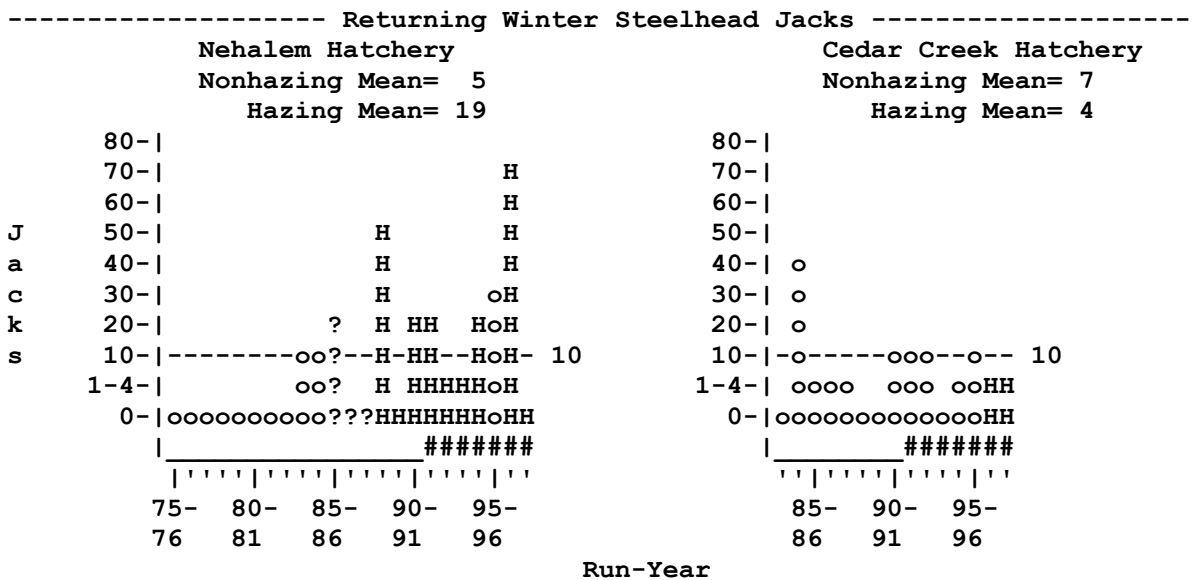 -------------------- Returning Winter Steelhead Jacks --------------------
            Nehalem Hatchery                       Cedar Creek Hatchery
            Nonhazing Mean=  5                     Nonhazing Mean= 7
               Hazing Mean= 19                        Hazing Mean= 4
      80-|                                  80-|
      70-|                     H            70-|
      60-|                     H            60-|
J     50-|             H       H            50-|
a     40-|             H       H            40-| o
c     30-|             H      oH            30-| o
k     20-|          ?  H HH  HoH            20-| o
s     10-|--------oo?--H-HH--HoH- 10        10-|-o-----ooo--o-- 10
     1-4-|        oo?  H HHHHHoH           1-4-| oooo  ooo ooHH
       0-|oooooooooo???HHHHHHHoHH            0-|oooooooooooooHH
         |________________#######              |________#######
          |''''|''''|''''|''''|''               ''|''''|''''|''
         75-  80-  85-  90-  95-                 85-  90-  95-
         76   81   86   91   96                  86   91   96
                                   Run-Year